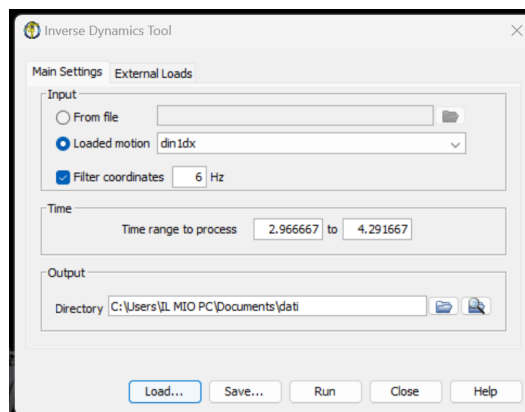 Inverse Dynamics Tool
Main Settings External Loads
Input
From file
Loaded motion din1dx
Filter coordinates 6 Hz
Time
Time range to process 2.966667 to 4.291667
Output
Directory C:\Users\IL MIO PC\Documents\dati
Load... Save... Run Close Help